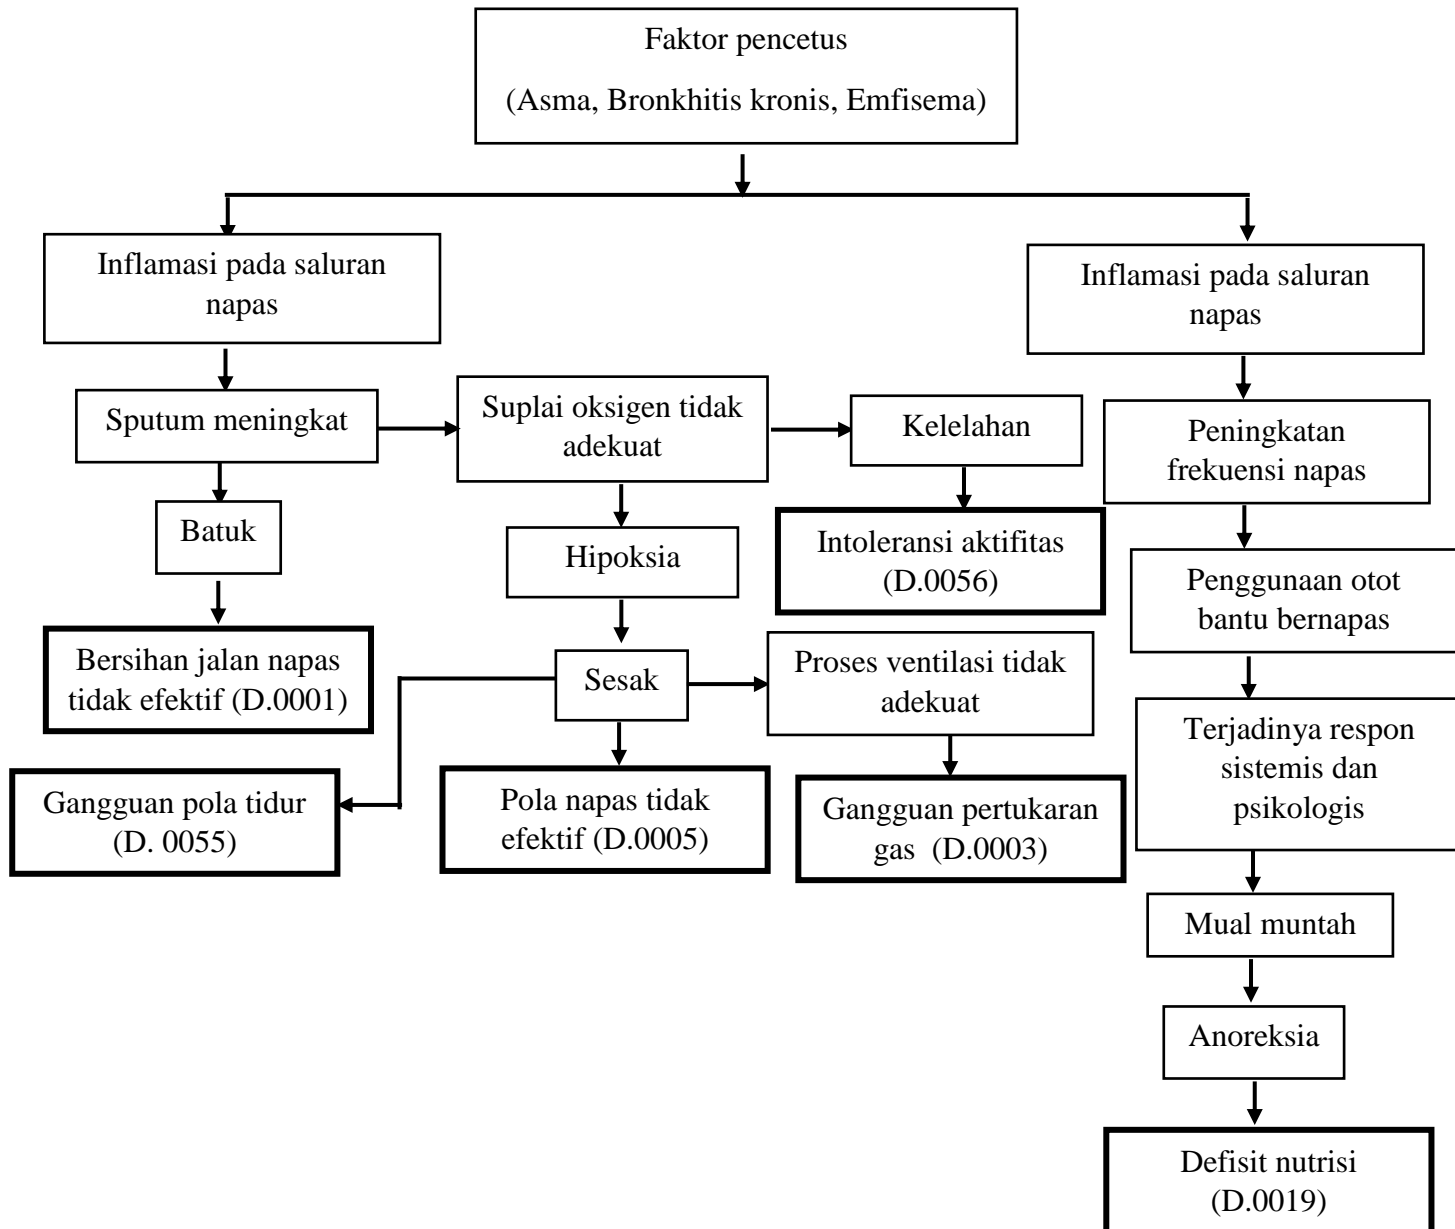 Faktor pencetus
(Asma, Bronkhitis kronis, Emfisema)
Inflamasi pada saluran
napas
Inflamasi pada saluran
napas
Sputum meningkat
Suplai oksigen tidak
adekuat
Kelelahan
Peningkatan
frekuensi napas
Batuk
Hipoksia
Intoleransi aktifitas
(D.0056)
Penggunaan otot
bantu bernapas
Bersihan jalan napas
tidak efektif (D.0001)
Sesak
Proses ventilasi tidak
adekuat
Terjadinya respon
sistemis dan
psikologis
Gangguan pola tidur
(D. 0055)
Pola napas tidak
efektif (D.0005)
Gangguan pertukaran
gas  (D.0003)
Mual muntah
Anoreksia
Defisit nutrisi
(D.0019)